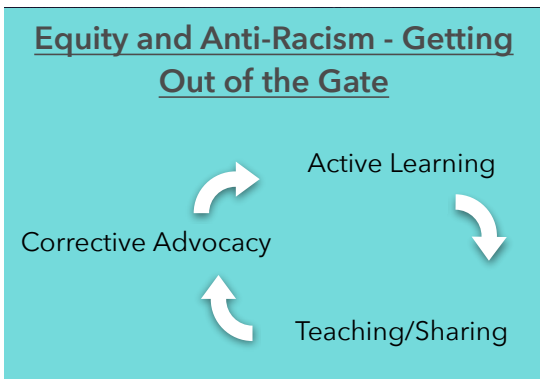 Equity and Anti-Racism - Getting
Out of the Gate
Active Learning
Corrective Advocacy
Teaching/Sharing